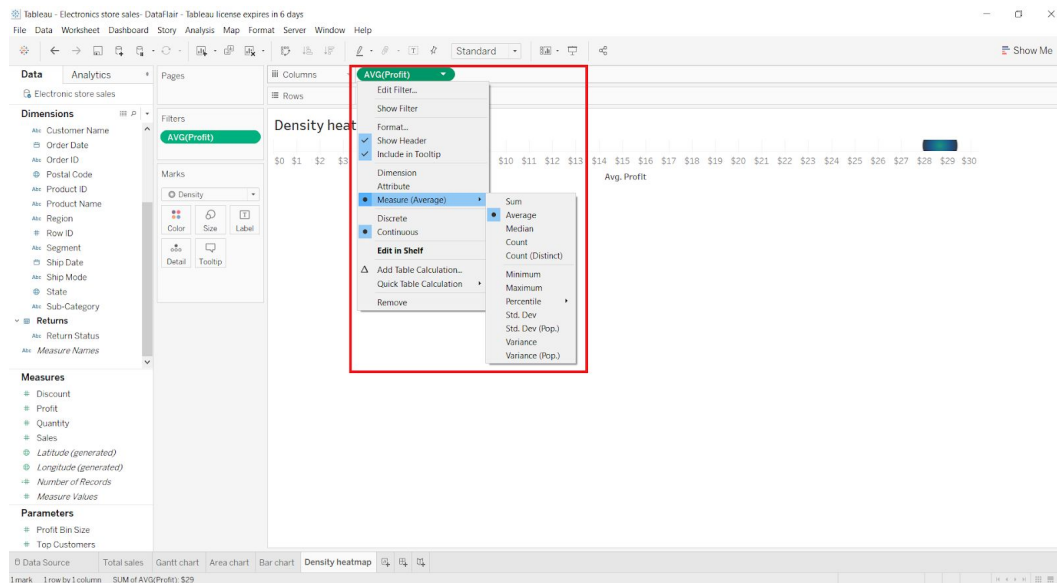 Tableau - Electronics store sales- DataFlair - Tableau license expires in 6 days
File Data Worksheet Dashboard Story Analysis Map Format Server Window Help
Standard
Show Me
Data Analytics
Electronic store sales
Dimensions
Abc Customer Name
Order Date
Abc Order ID
Postal Code
Abc Product ID
Abc Product Name
Abc Region
# Row ID
Abc Segment
Ship Date
Abc Ship Mode
State
Abc Sub-Category
Returns
Abc Return Status
Abc Measure Names
Measures
# Discount
# Profit
# Quantity
# Sales
Latitude (generated)
Longitude (generated)
=# Number of Records
# Measure Values
Parameters
# Profit Bin Size
# Top Customers
Pages
Filters
AVG(Profit)
Marks
Density
Color Size Label
Detail Tooltip
Columns
AVG(Profit)
Rows
Density heat
$0 $1 $2 $3 $10 $11 $12 $13 $14 $15 $16 $17 $18 $19 $20 $21 $22 $23 $24 $25 $26 $27 $28 $29 $30
Avg. Profit
Edit Filter...
Show Filter
Format...
Show Header
Include in Tooltip
Dimension
Attribute
Measure (Average)
Discrete
Continuous
Edit in Shelf
Add Table Calculation...
Quick Table Calculation
Remove
Sum
Average
Median
Count
Count (Distinct)
Minimum
Maximum
Percentile
Std. Dev
Std. Dev (Pop.)
Variance
Variance (Pop.)
Data Source Total sales Gantt chart Area chart Bar chart Density heatmap
1 mark 1 row by 1 column SUM of AVG(Profit): $29